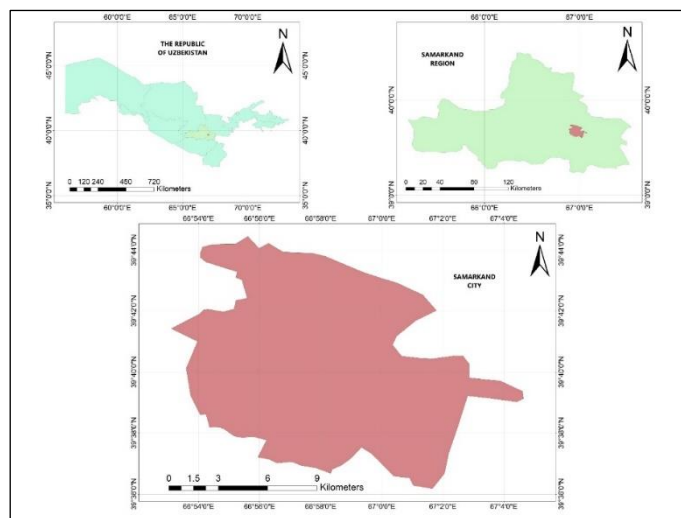 60°0'0"E 65°0'0"E 70°0'0"E
THE REPUBLIC
OF UZBEKISTAN
N
45°0'0"N
40°0'0"N
35°0'0"N
45°0'0"N
40°0'0"N
35°0'0"N
0 120 240 480 720
Kilometers
60°0'0"E 65°0'0"E 70°0'0"E
66°0'0"E 67°0'0"E
SAMARKAND
REGION
N
40°0'0"N
39°0'0"N
40°0'0"N
39°0'0"N
0 20 40 80 120
Kilometers
66°0'0"E 67°0'0"E
66°54'E 66°56'E 66°58'E 67°0'0"E 67°2'0"E 67°4'0"E
N
SAMARKAND
CITY
39°44'0"N
39°42'0"N
39°40'0"N
39°38'0"N
39°36'0"N
39°44'0"N
39°42'0"N
39°40'0"N
39°38'0"N
39°36'0"N
0 1.5 3 6 9
Kilometers
66°54'E 66°56'E 66°58'E 67°0'0"E 67°2'0"E 67°4'0"E